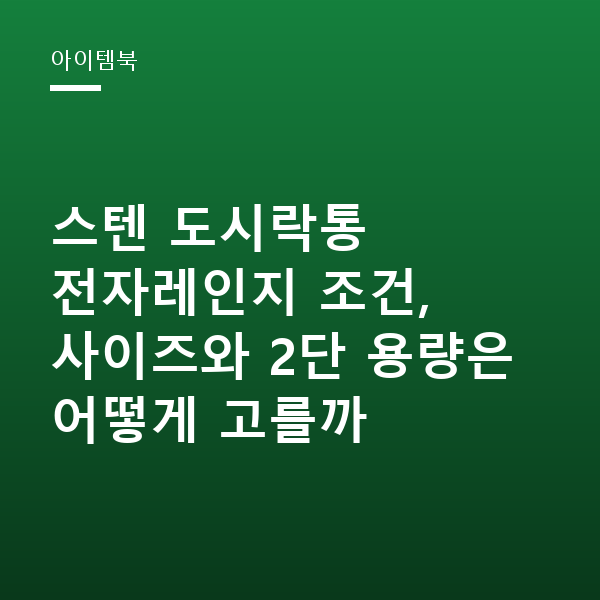 아이템북
스텐 도시락통
전자레인지 조건,
사이즈와 2단 용량은
어떻게 고를까